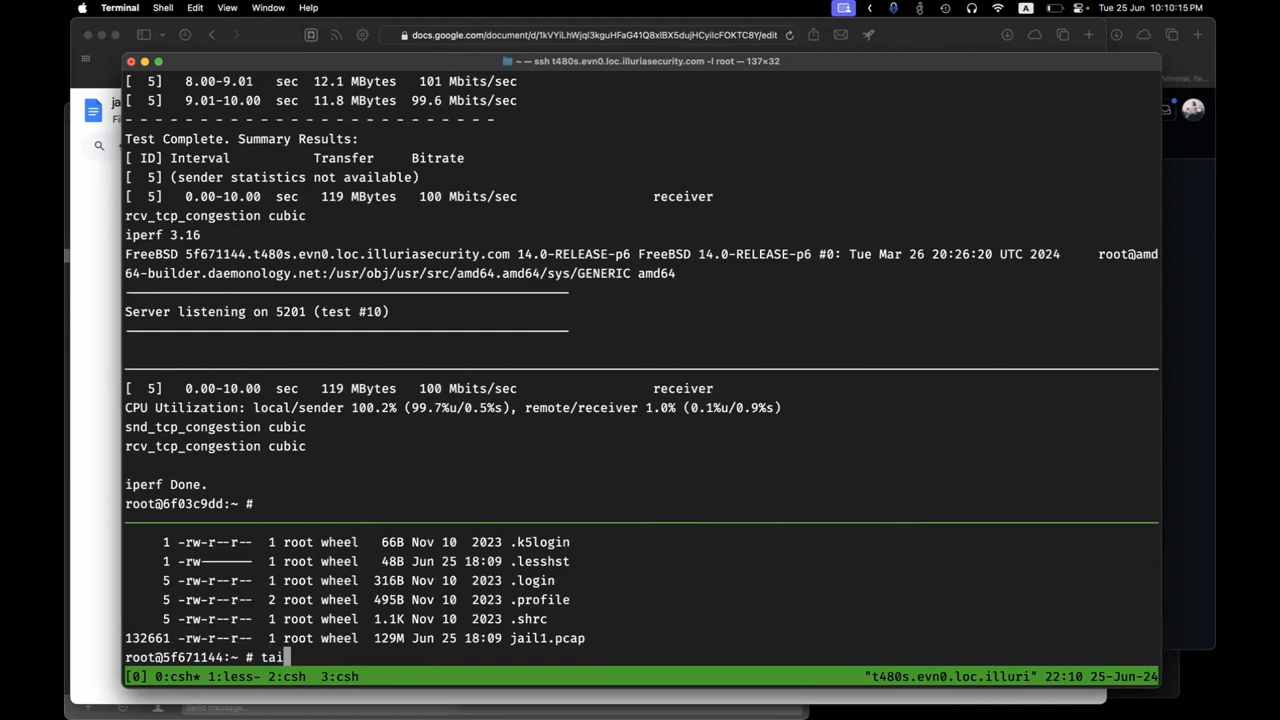 Terminal Shell Edit View Window Help A Tue 25 Jun 10:10:15 PM
docs.google.com/document/d/1kVYiLhWjql3kguHFaG41Q8xlBX5dujHCyilcFOKTC8Y/edit
~ — ssh t480s.evn0.loc.illuriasecurity.com -l root — 137×32
[  5]   8.00-9.01   sec  12.1 MBytes   101 Mbits/sec
[  5]   9.01-10.00  sec  11.8 MBytes  99.6 Mbits/sec
- - - - - - - - - - - - - - - - - - - - - - - - -
Test Complete. Summary Results:
[ ID] Interval           Transfer     Bitrate
[  5] (sender statistics not available)
[  5]   0.00-10.00  sec   119 MBytes   100 Mbits/sec                  receiver
rcv_tcp_congestion cubic
iperf 3.16
FreeBSD 5f671144.t480s.evn0.loc.illuriasecurity.com 14.0-RELEASE-p6 FreeBSD 14.0-RELEASE-p6 #0: Tue Mar 26 20:26:20 UTC 2024     root@amd
64-builder.daemonology.net:/usr/obj/usr/src/amd64.amd64/sys/GENERIC amd64
Server listening on 5201 (test #10)
[  5]   0.00-10.00  sec   119 MBytes   100 Mbits/sec                  receiver
CPU Utilization: local/sender 100.2% (99.7%u/0.5%s), remote/receiver 1.0% (0.1%u/0.9%s)
snd_tcp_congestion cubic
rcv_tcp_congestion cubic
iperf Done.
root@6f03c9dd:~ #
1 -rw-r--r--  1 root wheel   66B Nov 10  2023 .k5login
1 -rw-------  1 root wheel   48B Jun 25 18:09 .lesshst
5 -rw-r--r--  1 root wheel  316B Nov 10  2023 .login
5 -rw-r--r--  2 root wheel  495B Nov 10  2023 .profile
5 -rw-r--r--  1 root wheel  1.1K Nov 10  2023 .shrc
132661 -rw-r--r--  1 root wheel  129M Jun 25 18:09 jail1.pcap
root@5f671144:~ # tai
[0] 0:csh* 1:less- 2:csh  3:csh "t480s.evn0.loc.illuri" 22:10 25-Jun-24
Send message...